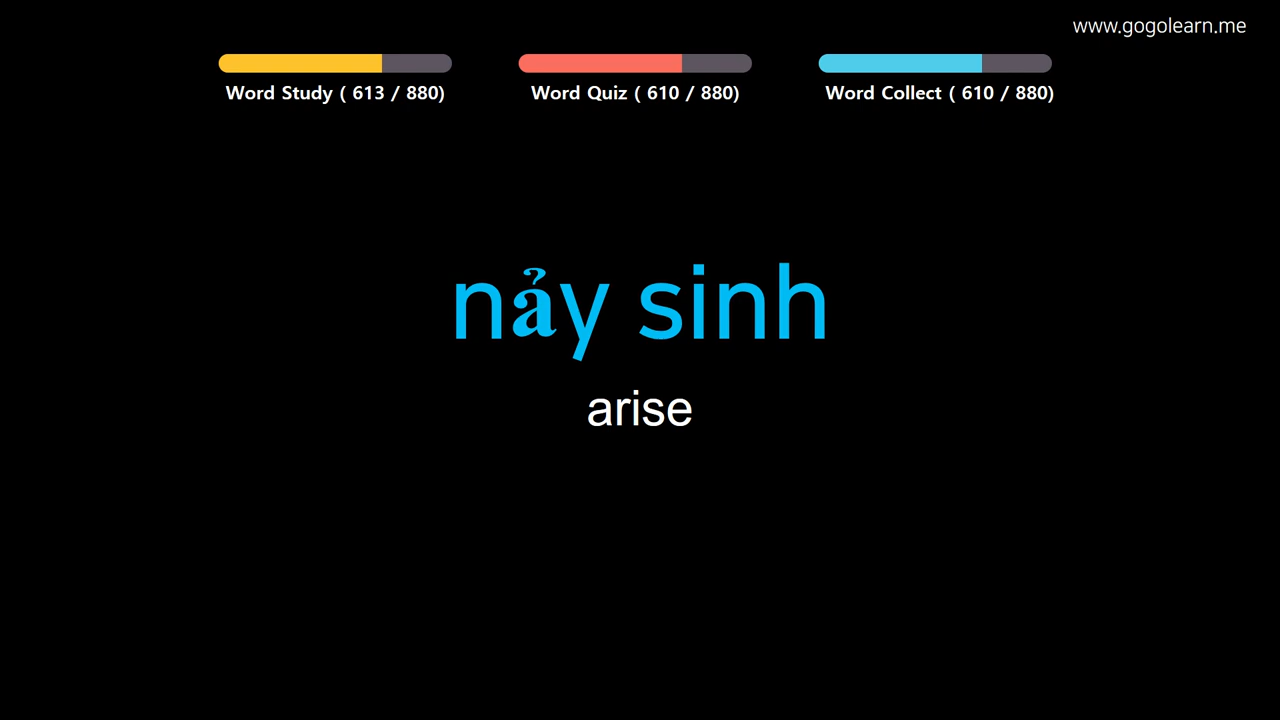 www.gogolearn.me
Word Study ( 613 / 880)
Word Quiz ( 610 / 880)
Word Collect ( 610 / 880)
nảy sinh
arise